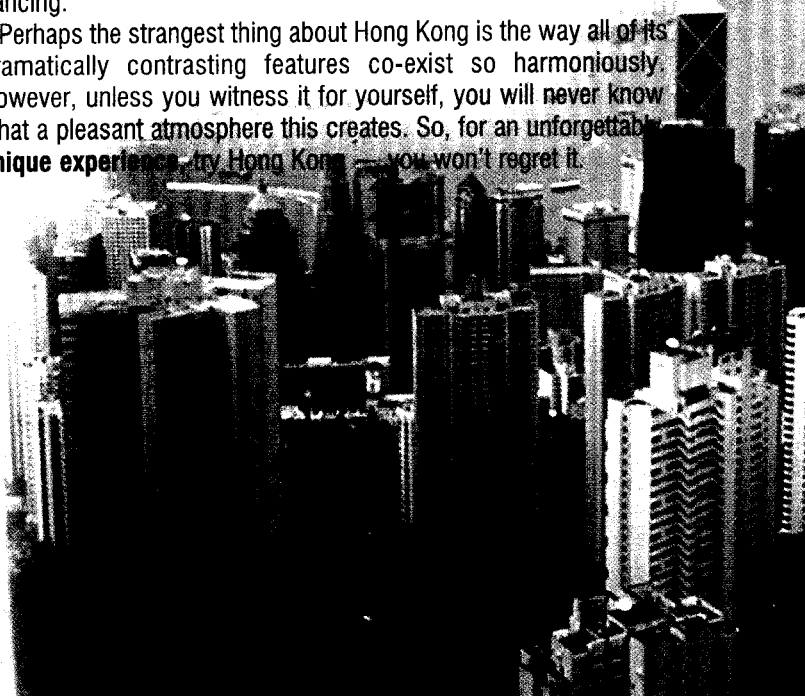 ancing.
Perhaps the strangest thing about Hong Kong is the way all of its
ramatically contrasting features co-exist so harmoniously.
owever, unless you witness it for yourself, you will never know
hat a pleasant atmosphere this creates. So, for an unforgettable
nique experience, try Hong Kong — you won't regret it.